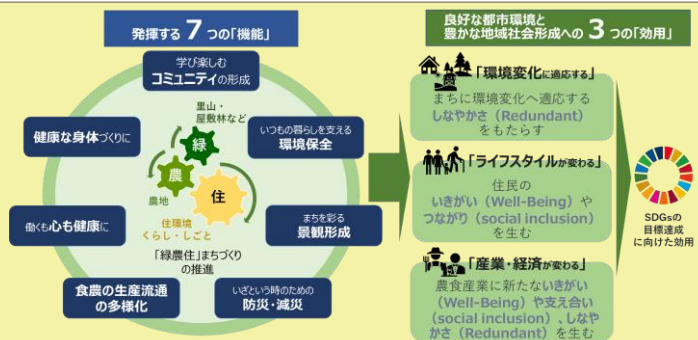 発揮する 7 つの「機能」
学び楽しむ
コミュニティの形成
健康な身体づくりに
いつもの暮らしを支える
環境保全
働くも心も健康に
まちを彩る
景観形成
食農の生産流通
の多様化
いざという時のための
防災・減災
里山・
屋敷林など
緑
農
住
農地
住環境
くらし・しごと
「緑農住」まちづくり
の推進
良好な都市環境と
豊かな地域社会形成への 3 つの「効用」
「環境変化に適応する」
まちに環境変化へ適応する
しなやかさ（Redundant）
をもたらす
「ライフスタイルが変わる」
住民の
いきがい（Well-Being）や
つながり（social inclusion）
を生む
「産業・経済が変わる」
農食産業に新たないきがい
（Well-Being）や支え合い
（social inclusion）、しなや
かさ（Redundant）を生む
SDGsの
目標達成
に向けた効用